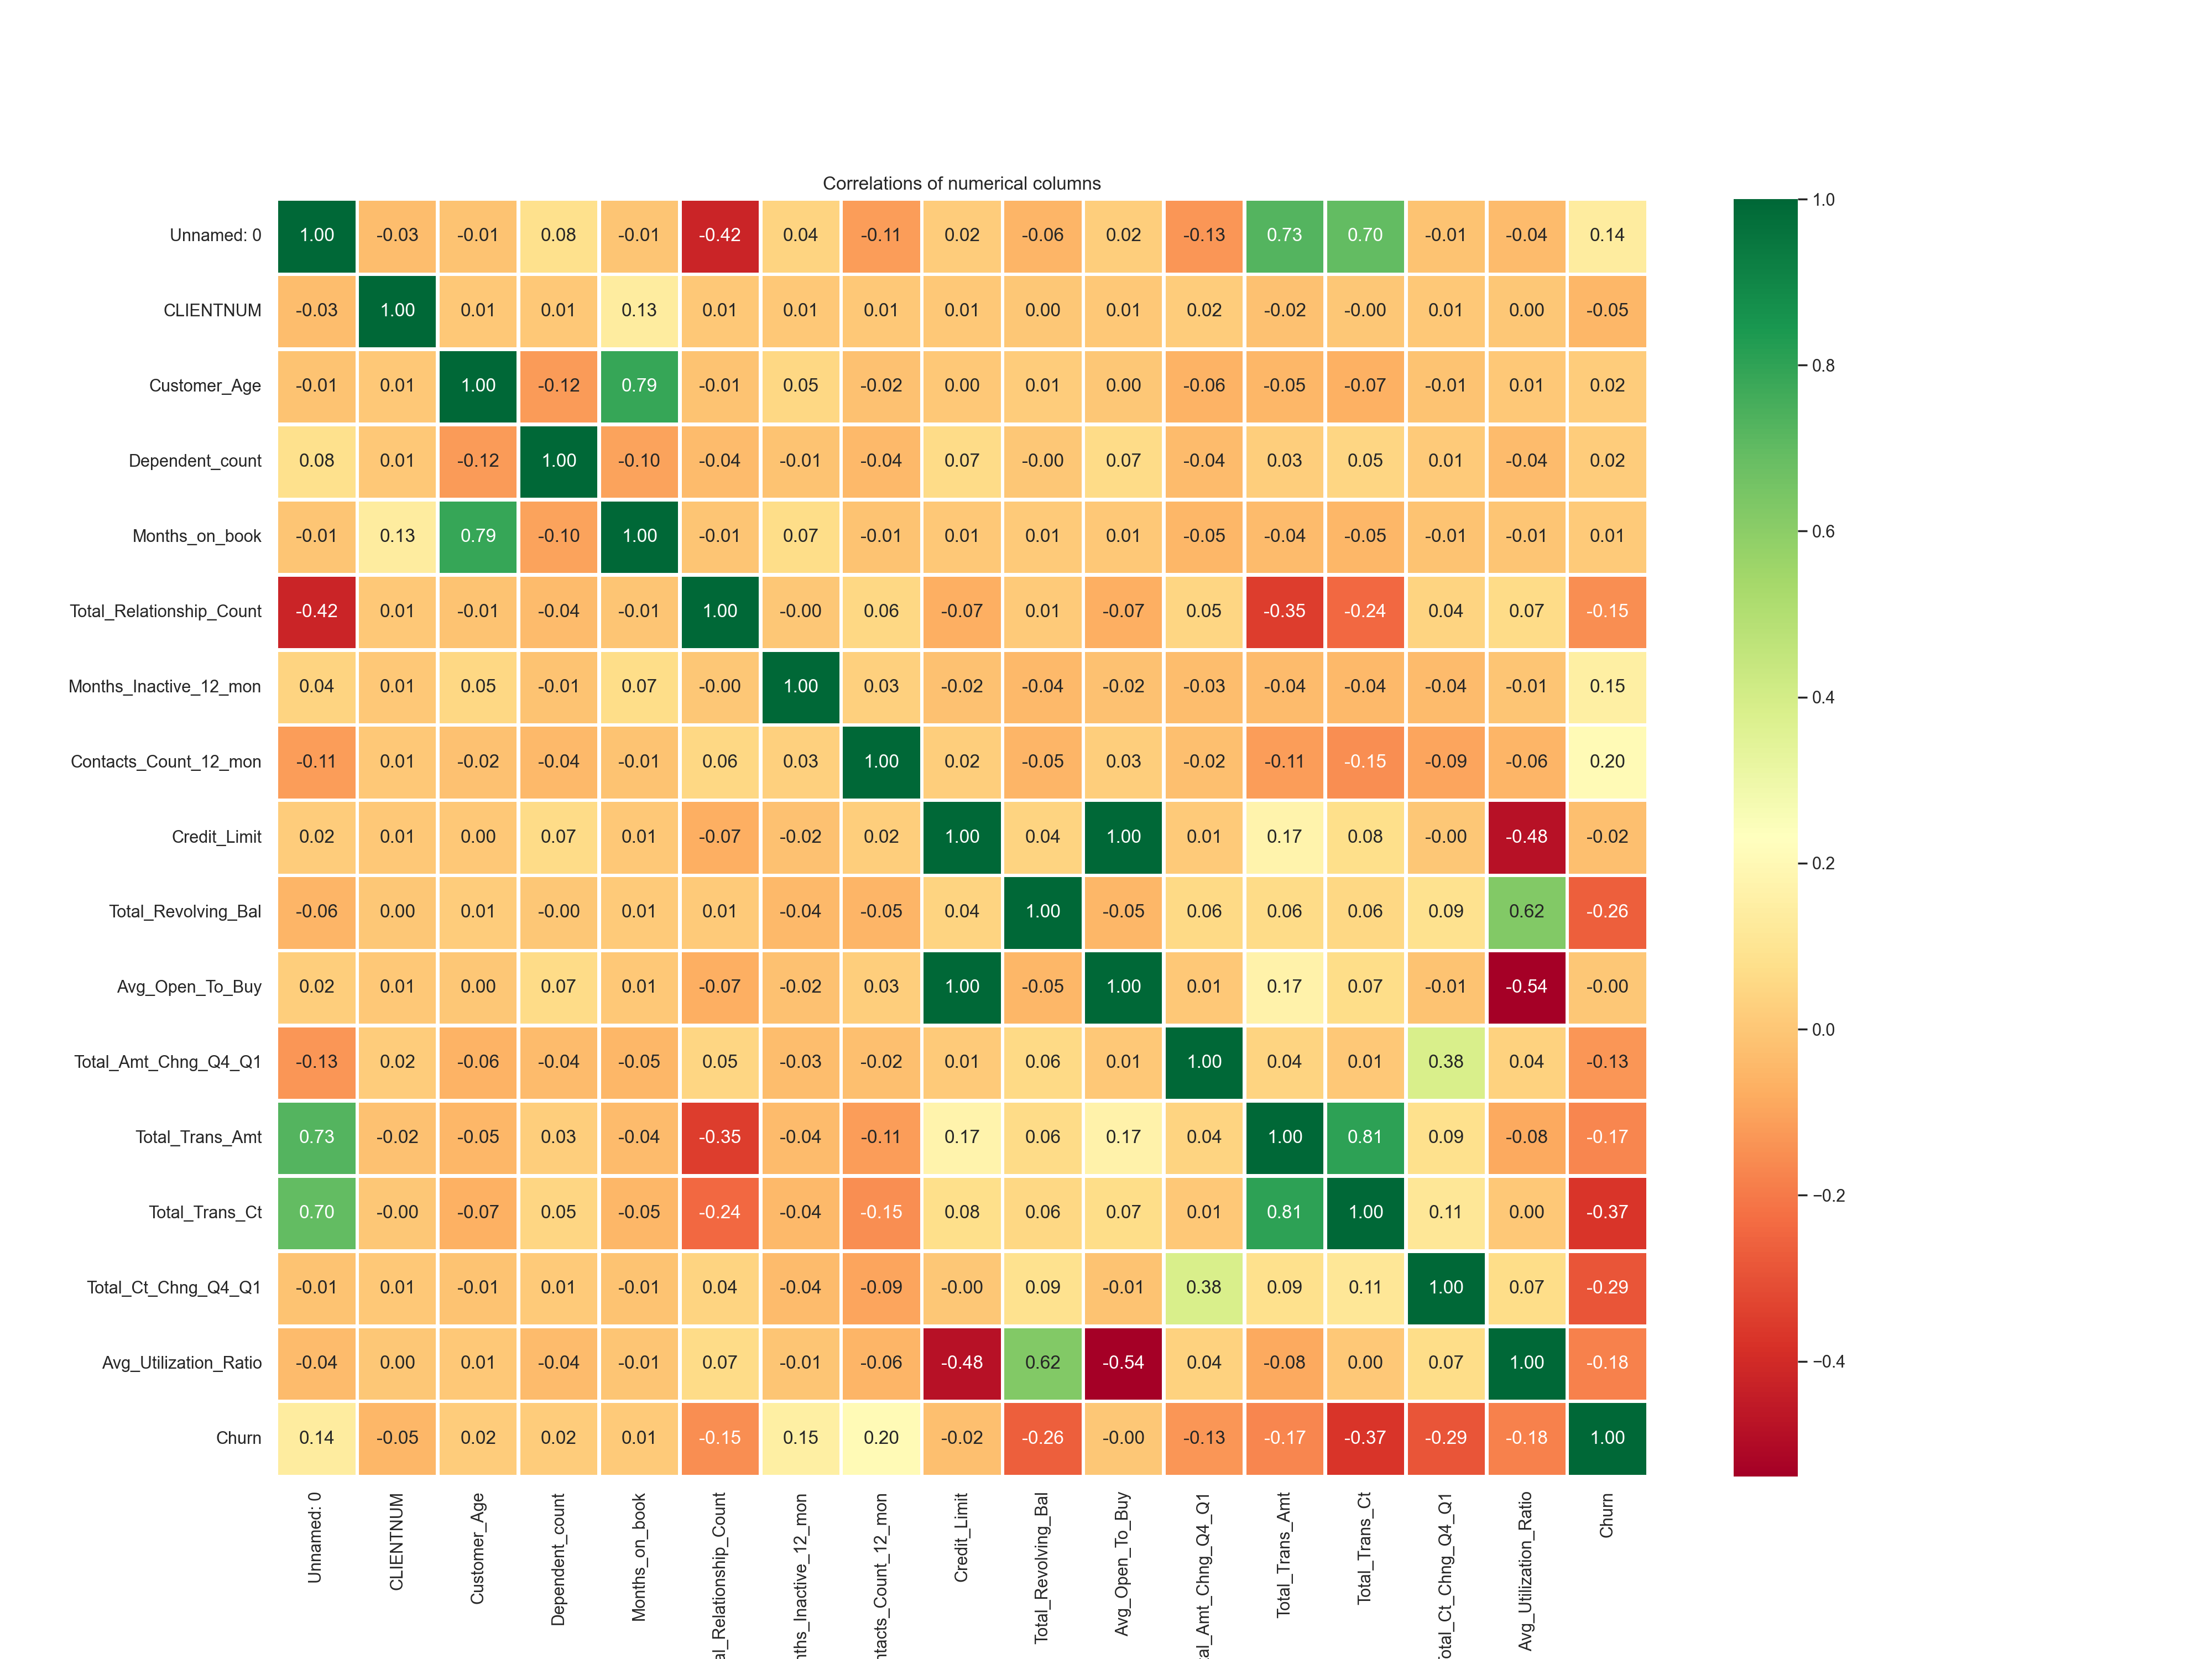 Correlations of numerical columns
Unnamed: 0 1.00 -0.03 -0.01 0.08 -0.01 -0.42 0.04 -0.11 0.02 -0.06 0.02 -0.13 0.73 0.70 -0.01 -0.04 0.14
CLIENTNUM -0.03 1.00 0.01 0.01 0.13 0.01 0.01 0.01 0.01 0.00 0.01 0.02 -0.02 -0.00 0.01 0.00 -0.05
Customer_Age -0.01 0.01 1.00 -0.12 0.79 -0.01 0.05 -0.02 0.00 0.01 0.00 -0.06 -0.05 -0.07 -0.01 0.01 0.02
Dependent_count 0.08 0.01 -0.12 1.00 -0.10 -0.04 -0.01 -0.04 0.07 -0.00 0.07 -0.04 0.03 0.05 0.01 -0.04 0.02
Months_on_book -0.01 0.13 0.79 -0.10 1.00 -0.01 0.07 -0.01 0.01 0.01 0.01 -0.05 -0.04 -0.05 -0.01 -0.01 0.01
Total_Relationship_Count -0.42 0.01 -0.01 -0.04 -0.01 1.00 -0.00 0.06 -0.07 0.01 -0.07 0.05 -0.35 -0.24 0.04 0.07 -0.15
Months_Inactive_12_mon 0.04 0.01 0.05 -0.01 0.07 -0.00 1.00 0.03 -0.02 -0.04 -0.02 -0.03 -0.04 -0.04 -0.04 -0.01 0.15
Contacts_Count_12_mon -0.11 0.01 -0.02 -0.04 -0.01 0.06 0.03 1.00 0.02 -0.05 0.03 -0.02 -0.11 -0.15 -0.09 -0.06 0.20
Credit_Limit 0.02 0.01 0.00 0.07 0.01 -0.07 -0.02 0.02 1.00 0.04 1.00 0.01 0.17 0.08 -0.00 -0.48 -0.02
Total_Revolving_Bal -0.06 0.00 0.01 -0.00 0.01 0.01 -0.04 -0.05 0.04 1.00 -0.05 0.06 0.06 0.06 0.09 0.62 -0.26
Avg_Open_To_Buy 0.02 0.01 0.00 0.07 0.01 -0.07 -0.02 0.03 1.00 -0.05 1.00 0.01 0.17 0.07 -0.01 -0.54 -0.00
Total_Amt_Chng_Q4_Q1 -0.13 0.02 -0.06 -0.04 -0.05 0.05 -0.03 -0.02 0.01 0.06 0.01 1.00 0.04 0.01 0.38 0.04 -0.13
Total_Trans_Amt 0.73 -0.02 -0.05 0.03 -0.04 -0.35 -0.04 -0.11 0.17 0.06 0.17 0.04 1.00 0.81 0.09 -0.08 -0.17
Total_Trans_Ct 0.70 -0.00 -0.07 0.05 -0.05 -0.24 -0.04 -0.15 0.08 0.06 0.07 0.01 0.81 1.00 0.11 0.00 -0.37
Total_Ct_Chng_Q4_Q1 -0.01 0.01 -0.01 0.01 -0.01 0.04 -0.04 -0.09 -0.00 0.09 -0.01 0.38 0.09 0.11 1.00 0.07 -0.29
Avg_Utilization_Ratio -0.04 0.00 0.01 -0.04 -0.01 0.07 -0.01 -0.06 -0.48 0.62 -0.54 0.04 -0.08 0.00 0.07 1.00 -0.18
Churn 0.14 -0.05 0.02 0.02 0.01 -0.15 0.15 0.20 -0.02 -0.26 -0.00 -0.13 -0.17 -0.37 -0.29 -0.18 1.00
Unnamed: 0
CLIENTNUM
Customer_Age
Dependent_count
Months_on_book
al_Relationship_Count
nths_Inactive_12_mon
ntacts_Count_12_mon
Credit_Limit
Total_Revolving_Bal
Avg_Open_To_Buy
tal_Amt_Chng_Q4_Q1
Total_Trans_Amt
Total_Trans_Ct
Total_Ct_Chng_Q4_Q1
Avg_Utilization_Ratio
Churn
1.0
0.8
0.6
0.4
0.2
0.0
−0.2
−0.4